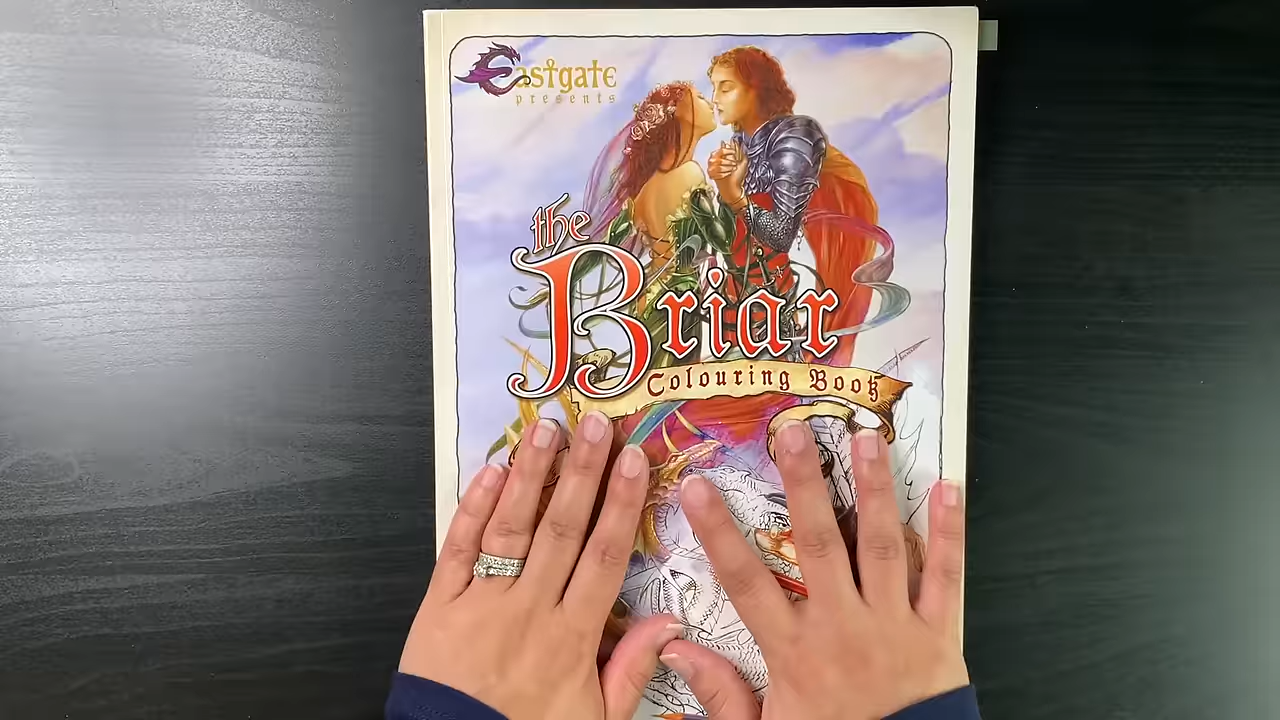 Eastgate
presents
the
Briar
Colouring Book